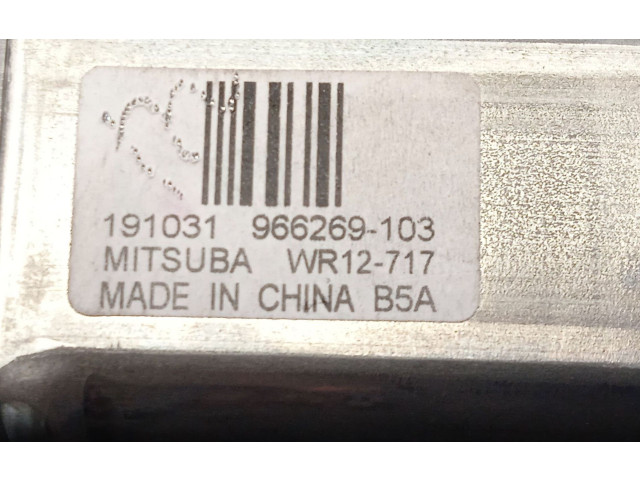 191031 966269-103
MITSUBA WR12-717
MADE IN CHINA B5A